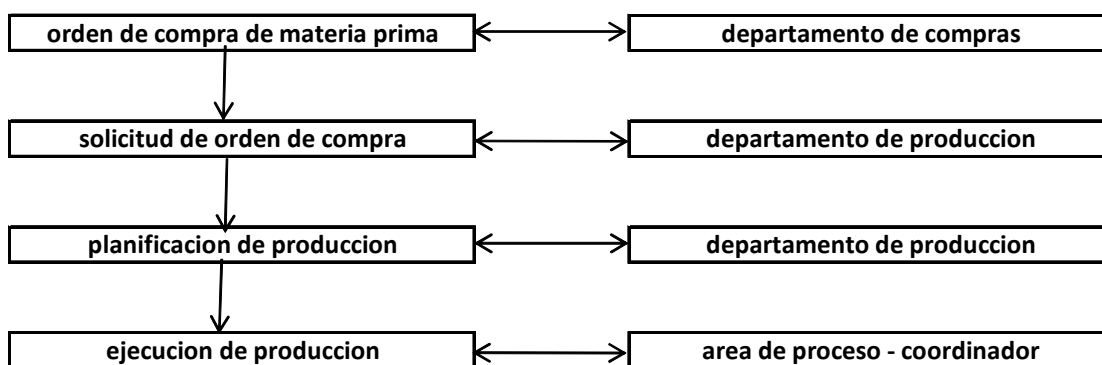 orden de compra de materia prima departamento de compras
solicitud de orden de compra departamento de produccion
planificacion de produccion departamento de produccion
ejecucion de produccion area de proceso - coordinador